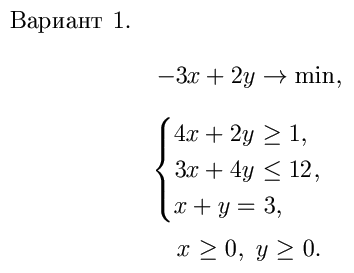 Вариант 1.
−3x + 2y → min,
4x + 2y ≥ 1,
3x + 4y ≤ 12,
x + y = 3,
x ≥ 0, y ≥ 0.